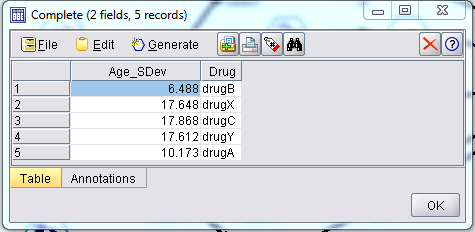 Complete (2 fields, 5 records)
File Edit Generate
Age_SDev Drug
1 6.488 drugB
2 17.648 drugX
3 17.868 drugC
4 17.612 drugY
5 10.173 drugA
Table Annotations
OK